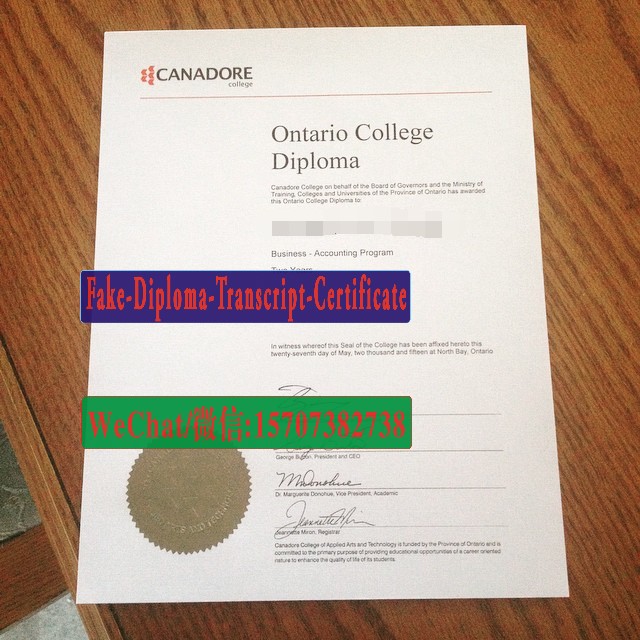 CANADORE
college
Ontario College
Diploma
Canadore College on behalf of the Board of Governors and the Ministry of
Training, Colleges and Universities of the Province of Ontario has awarded
this Ontario College Diploma to:
Business - Accounting Program
Two Years
Fake-Diploma-Transcript-Certificate
In witness whereof this Seal of the College has been affixed hereto this
twenty-seventh day of May, two thousand and fifteen at North Bay, Ontario
WeChat/微信:15707382738
George Burton, President and CEO
Dr. Marguerite Donohue, Vice-President, Academic
Jeannette Miron, Registrar
Canadore College of Applied Arts and Technology is funded by the Province of Ontario and is
committed to the primary purpose of providing educational opportunities of a career oriented
nature to enhance the quality of life of its students.